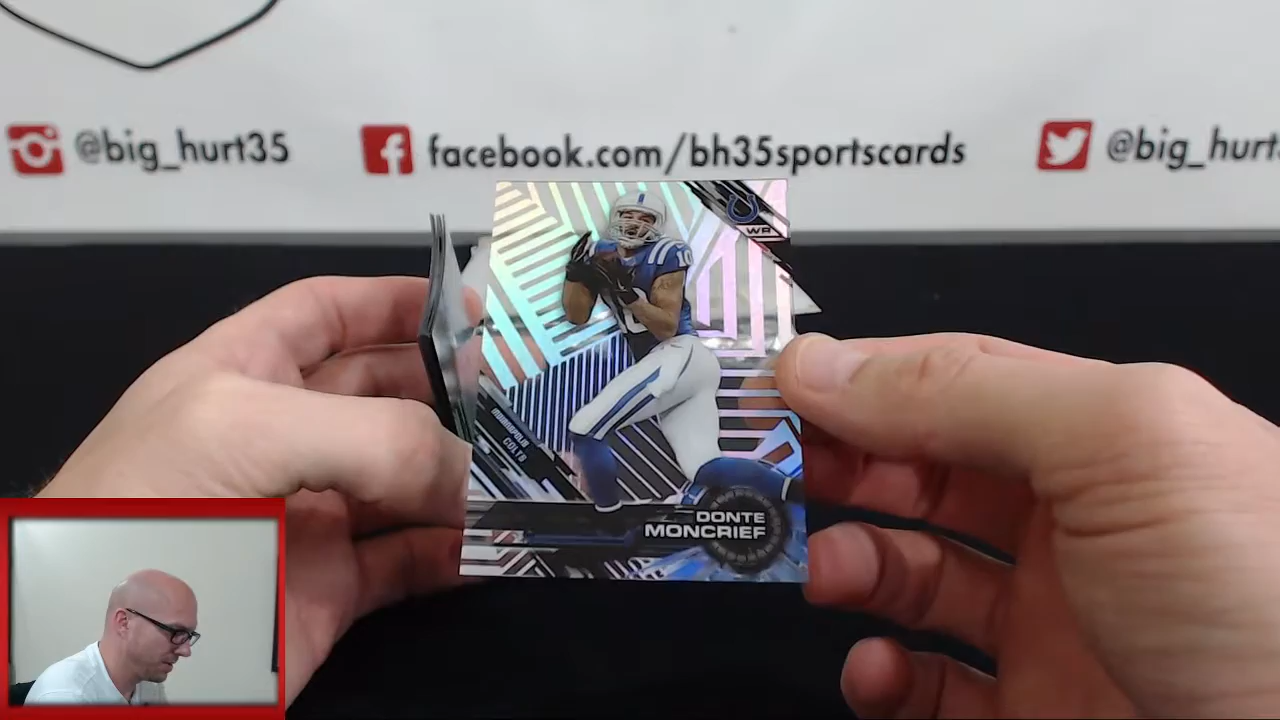 @big_hurt35
facebook.com/bh35sportscards
@big_hurt
WR
10
INDIANAPOLIS
COLTS
DONTE
MONCRIEF